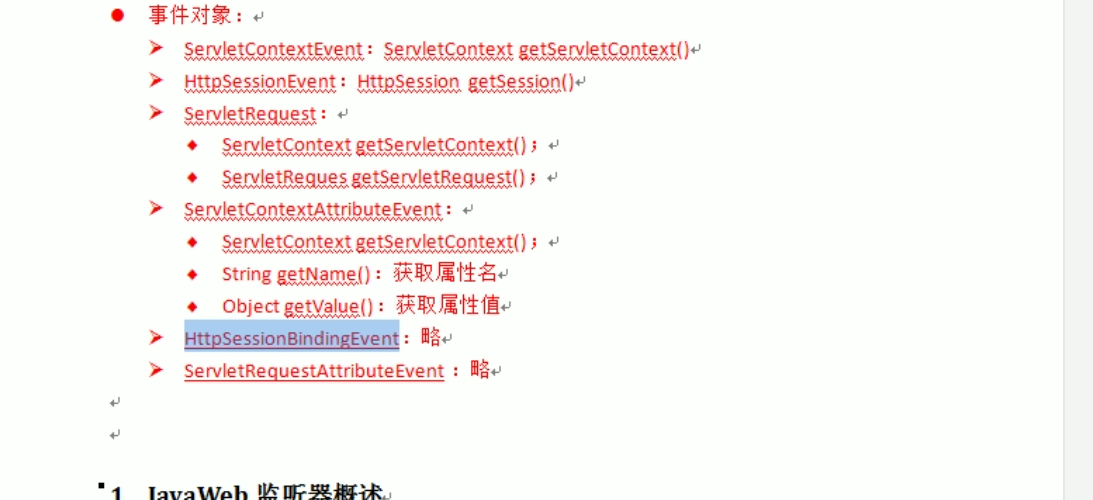 ● 事件对象：
➢ ServletContextEvent：ServletContext getServletContext()
➢ HttpSessionEvent：HttpSession getSession()
➢ ServletRequest：
◆ ServletContext getServletContext()；
◆ ServletReques getServletRequest()；
➢ ServletContextAttributeEvent：
◆ ServletContext getServletContext()；
◆ String getName()：获取属性名
◆ Object getValue()：获取属性值
➢ HttpSessionBindingEvent：略
➢ ServletRequestAttributeEvent ：略
1 JavaWeb 监听器概述